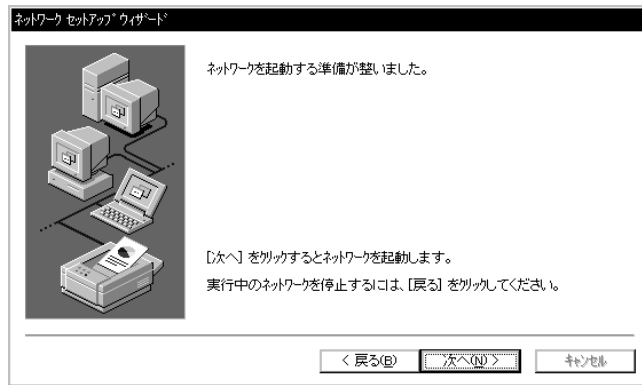 ネットワーク セットアップ ウィザード
ネットワークを起動する準備が整いました。
[次へ] をクリックするとネットワークを起動します。
実行中のネットワークを停止するには、[戻る] をクリックしてください。
< 戻る(B)
次へ(N) >
キャンセル